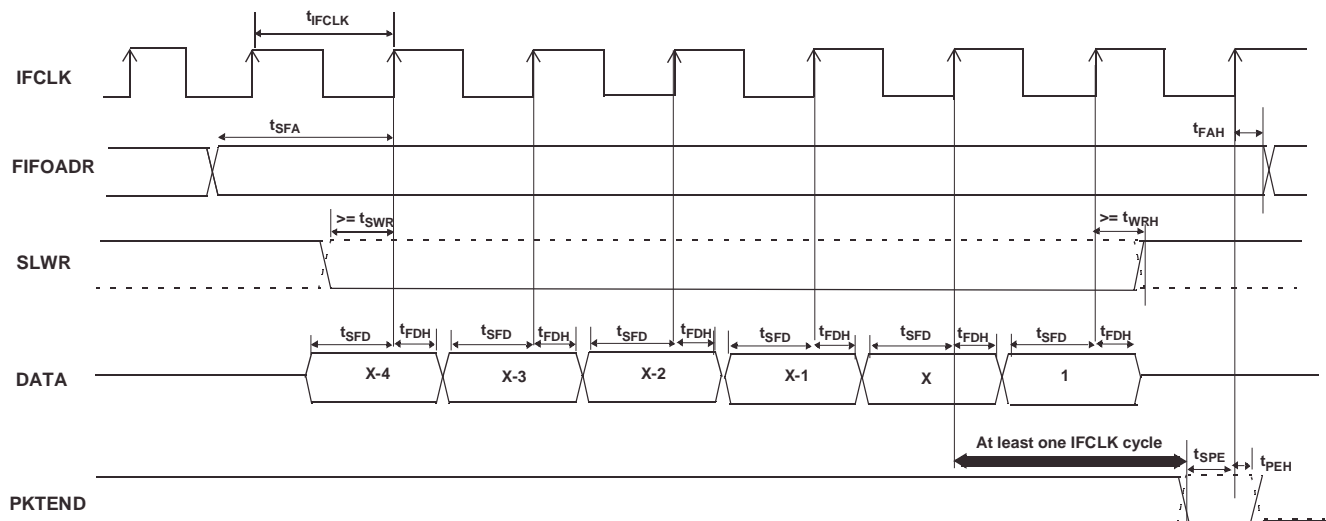 tIFCLK
IFCLK
tSFA
tFAH
FIFOADR
>= tSWR
>= tWRH
SLWR
tSFD tFDH tSFD tFDH tSFD tFDH tSFD tFDH tSFD tFDH tSFD tFDH
DATA X-4 X-3 X-2 X-1 X 1
At least one IFCLK cycle
tSPE
tPEH
PKTEND